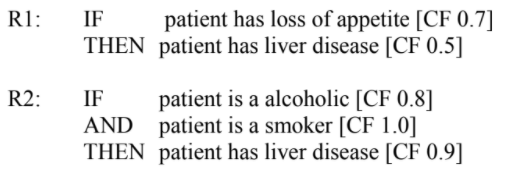 R1: IF patient has loss of appetite [CF 0.7]
THEN patient has liver disease [CF 0.5]
R2: IF patient is a alcoholic [CF 0.8]
AND patient is a smoker [CF 1.0]
THEN patient has liver disease [CF 0.9]